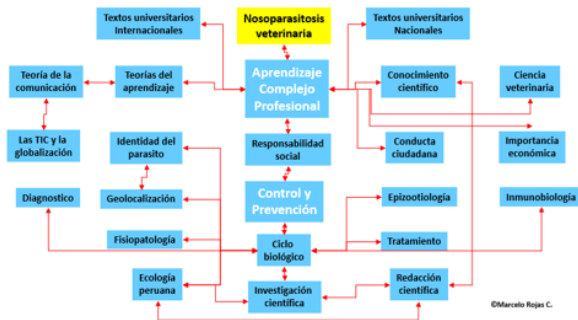 Textos universitarios
Internacionales
Nosoparasitosis
veterinaria
Textos universitarios
Nacionales
Teoría de la
comunicación
Teorías del
aprendizaje
Aprendizaje
Complejo
Profesional
Conocimiento
científico
Ciencia
veterinaria
Las TIC y la
globalización
Identidad del
parasito
Responsabilidad
social
Conducta
ciudadana
Importancia
económica
Diagnostico
Geolocalización
Control y
Prevención
Epizootiología
Inmunobiología
Fisiopatología
Ciclo
biológico
Tratamiento
Ecología
peruana
Investigación
científica
Redacción
científica
©Marcelo Rojas C.